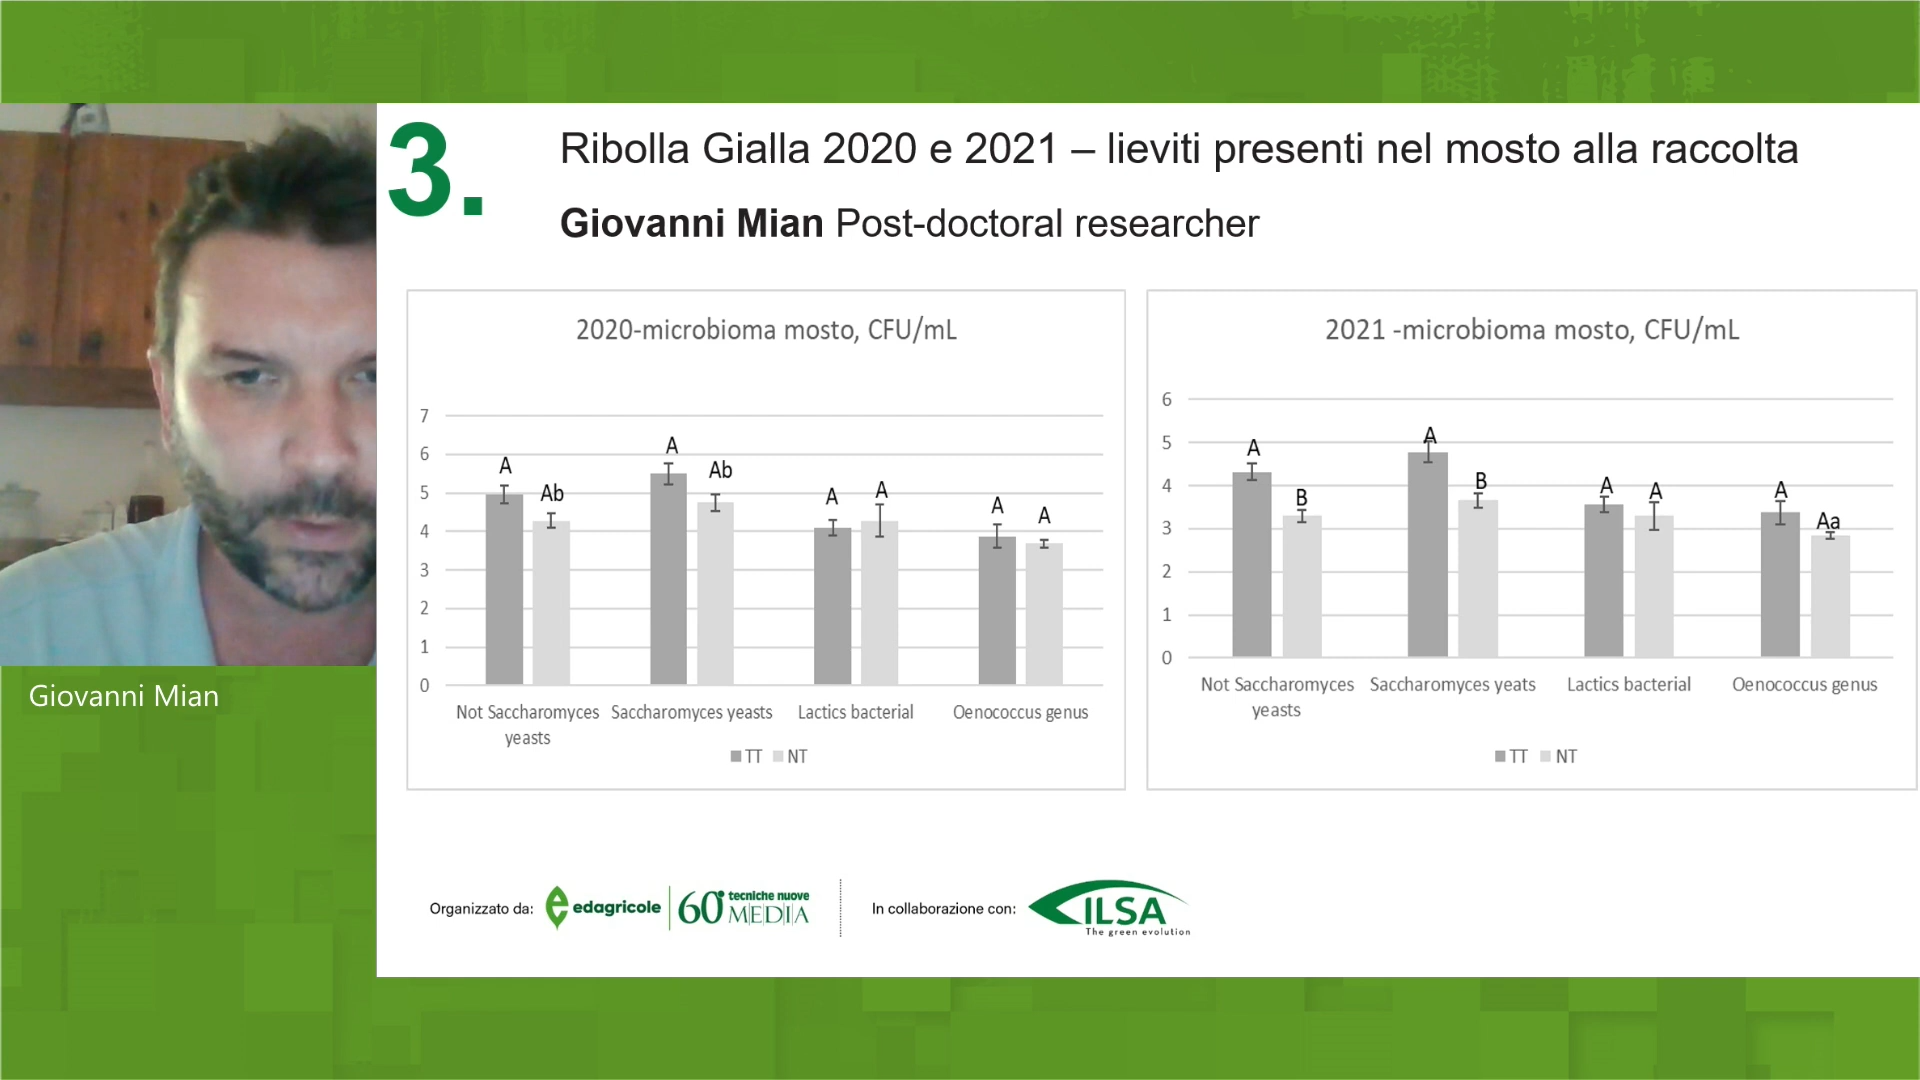 3.
Ribolla Gialla 2020 e 2021 – lieviti presenti nel mosto alla raccolta
Giovanni Mian Post-doctoral researcher
Giovanni Mian
2020-microbioma mosto, CFU/mL
7
6
5
4
3
2
1
0
A
Ab
A
Ab
A
A
A
A
Not Saccharomyces
yeasts
Saccharomyces yeasts
Lactics bacterial
Oenococcus genus
TT NT
2021 -microbioma mosto, CFU/mL
6
5
4
3
2
1
0
A
B
A
B
A
A
A
Aa
Not Saccharomyces
yeasts
Saccharomyces yeats
Lactics bacterial
Oenococcus genus
TT NT
Organizzato da:
edagricole
60° tecniche nuove
MEDIA
In collaborazione con:
ILSA
The green evolution